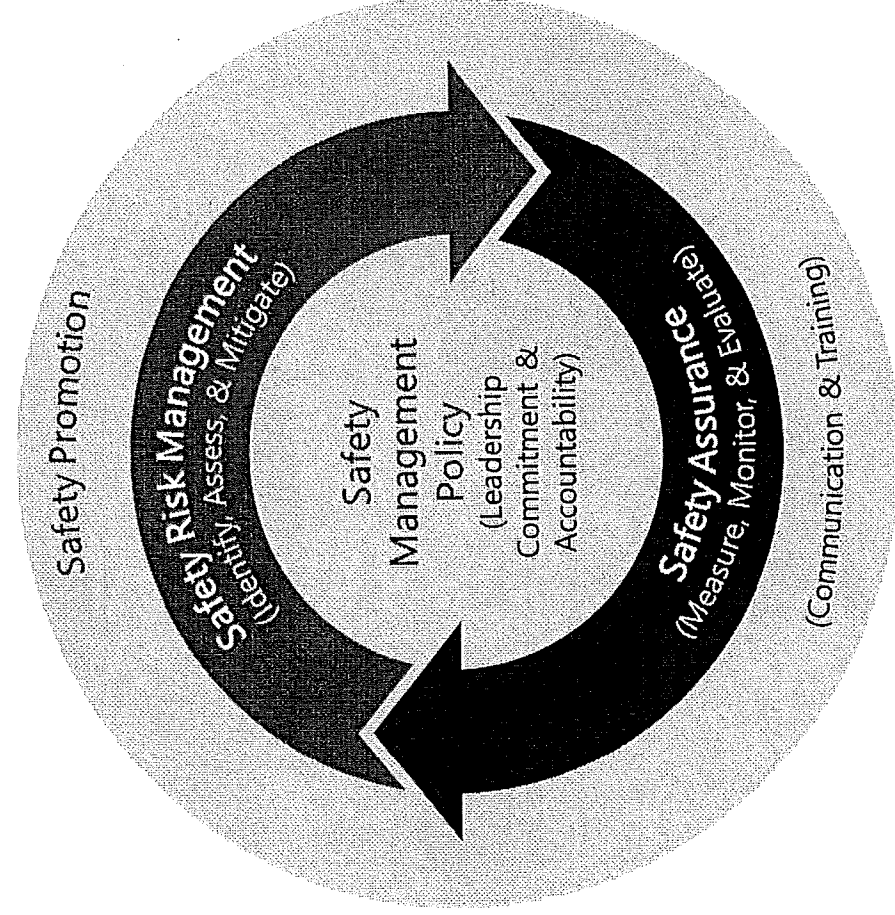 Safety Promotion
Safety Risk Management
(Identify, Assess, & Mitigate)
Safety
Management
Policy
(Leadership
Commitment &
Accountability)
Safety Assurance
(Measure, Monitor, & Evaluate)
(Communication & Training)